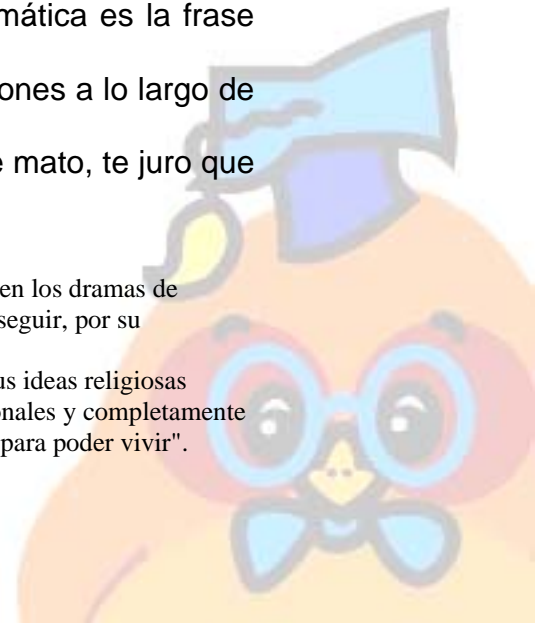 mática es la frase
ones a lo largo de
mato, te juro que
en los dramas de
seguir, por su
us ideas religiosas
onales y completamente
para poder vivir".